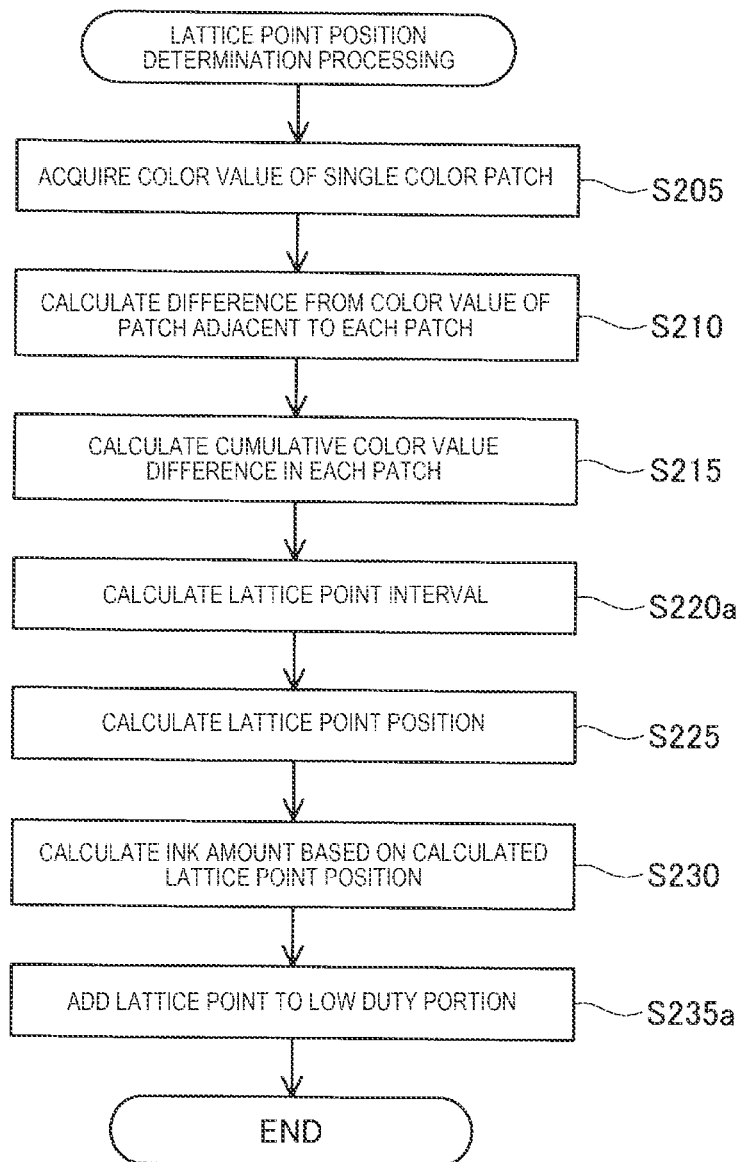 LATTICE POINT POSITION
DETERMINATION PROCESSING
ACQUIRE COLOR VALUE OF SINGLE COLOR PATCH
S205
CALCULATE DIFFERENCE FROM COLOR VALUE OF
PATCH ADJACENT TO EACH PATCH
S210
CALCULATE CUMULATIVE COLOR VALUE
DIFFERENCE IN EACH PATCH
S215
CALCULATE LATTICE POINT INTERVAL
S220a
CALCULATE LATTICE POINT POSITION
S225
CALCULATE INK AMOUNT BASED ON CALCULATED
LATTICE POINT POSITION
S230
ADD LATTICE POINT TO LOW DUTY PORTION
S235a
END